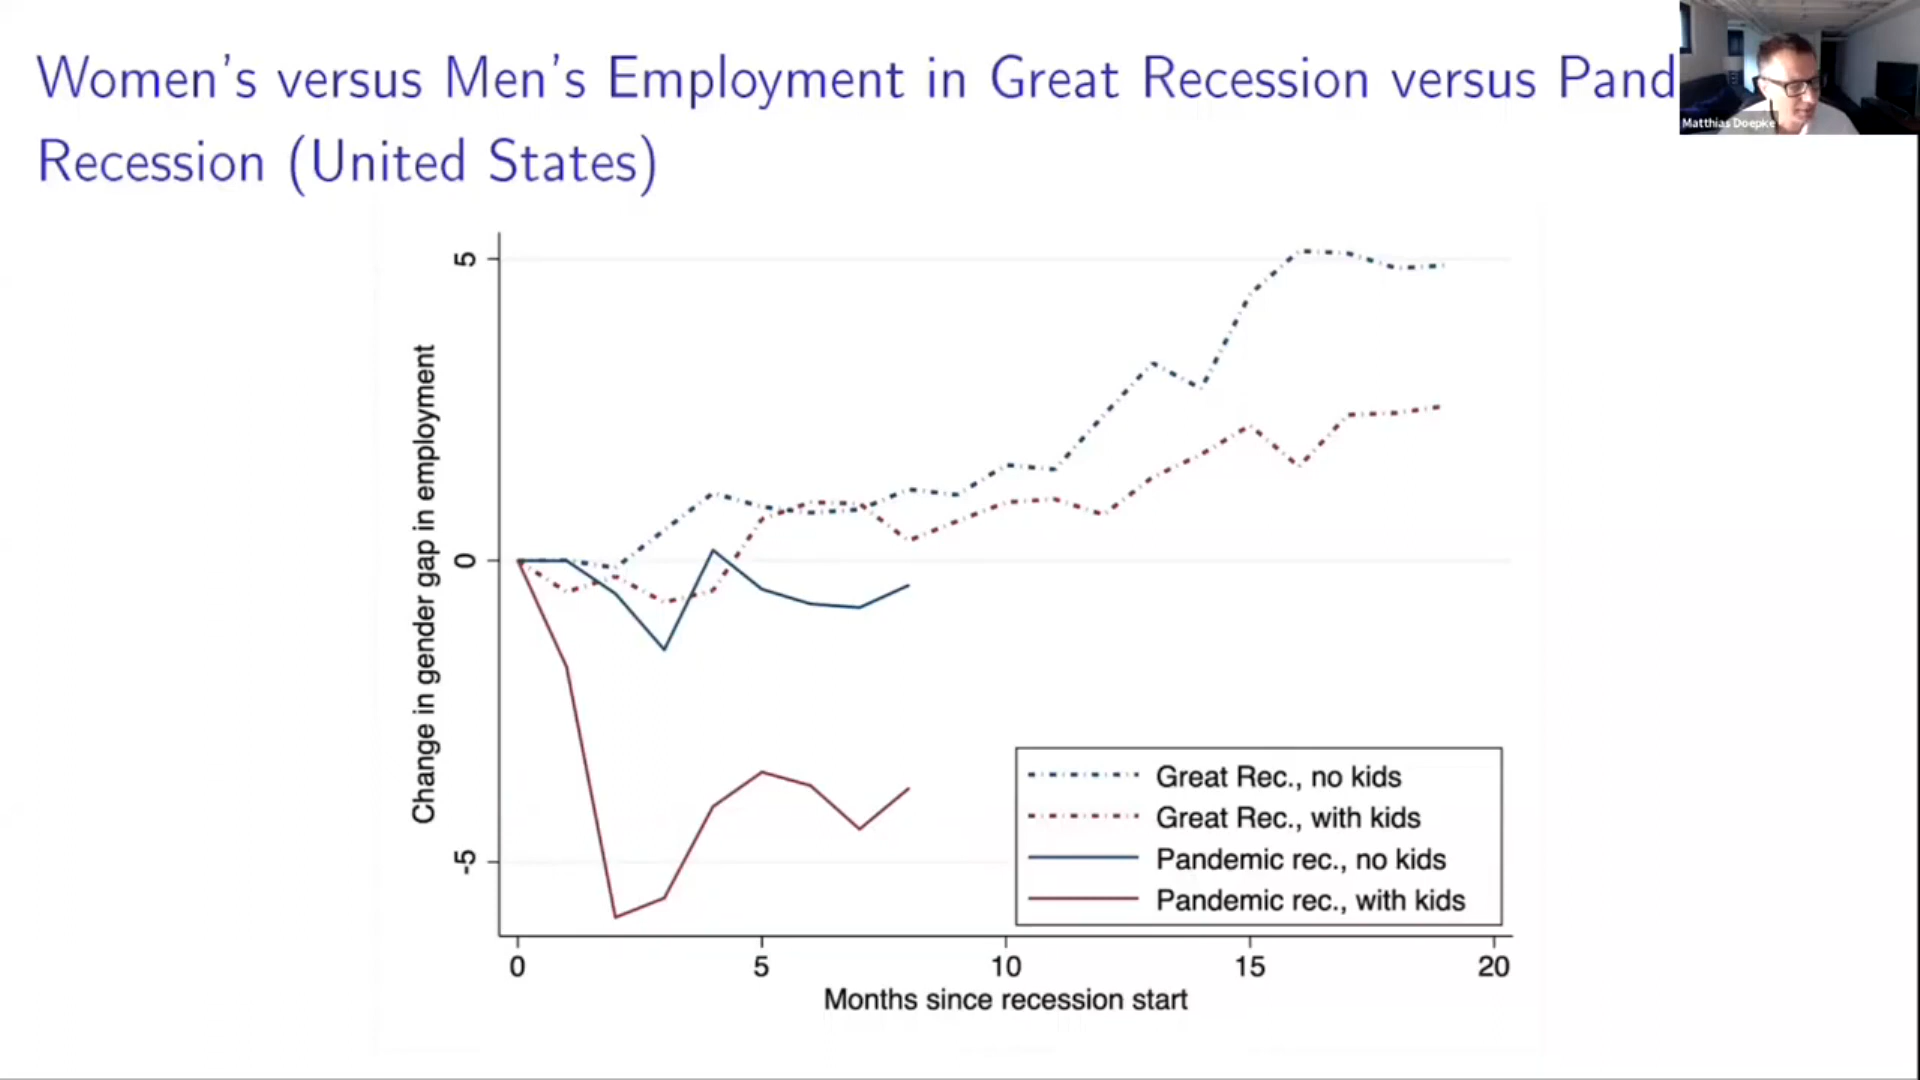 Women's versus Men's Employment in Great Recession versus Pand
Recession (United States)
Matthias Doepke
5
0
-5
Change in gender gap in employment
Great Rec., no kids
Great Rec., with kids
Pandemic rec., no kids
Pandemic rec., with kids
0 5 10 15 20
Months since recession start